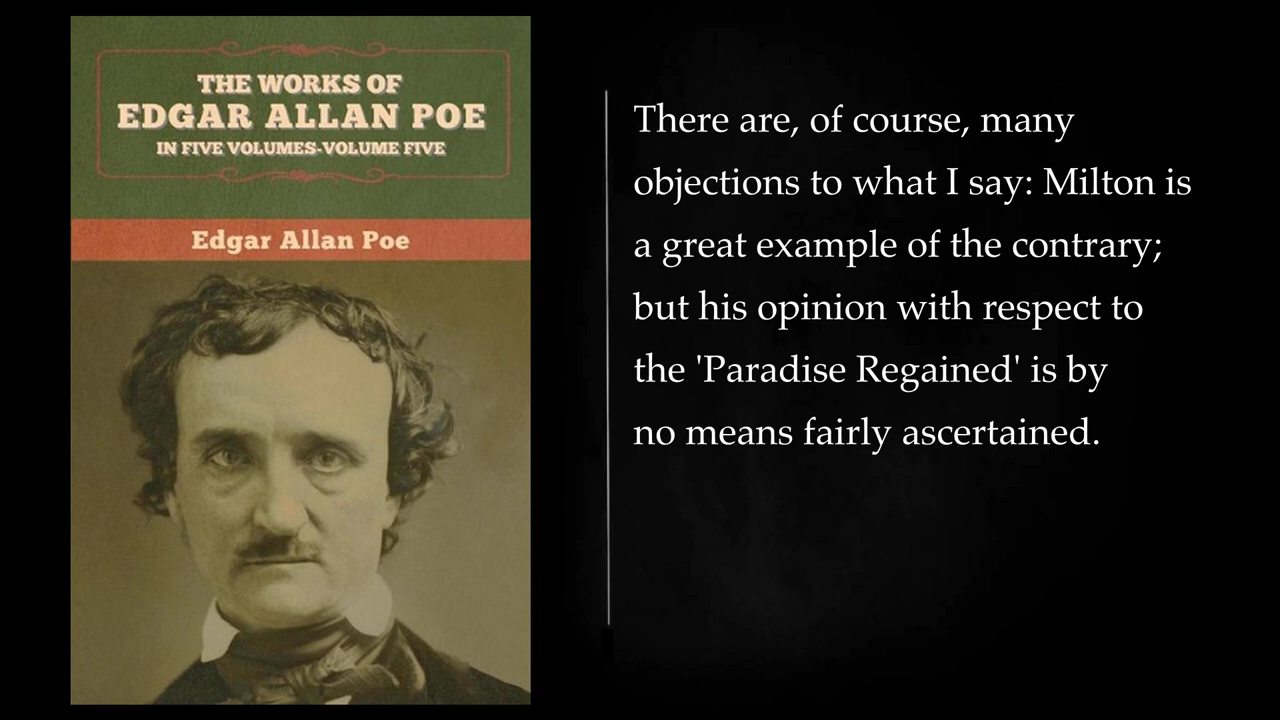 THE WORKS OF
EDGAR ALLAN POE
IN FIVE VOLUMES-VOLUME FIVE
Edgar Allan Poe
There are, of course, many
objections to what I say: Milton is
a great example of the contrary;
but his opinion with respect to
the 'Paradise Regained' is by
no means fairly ascertained.